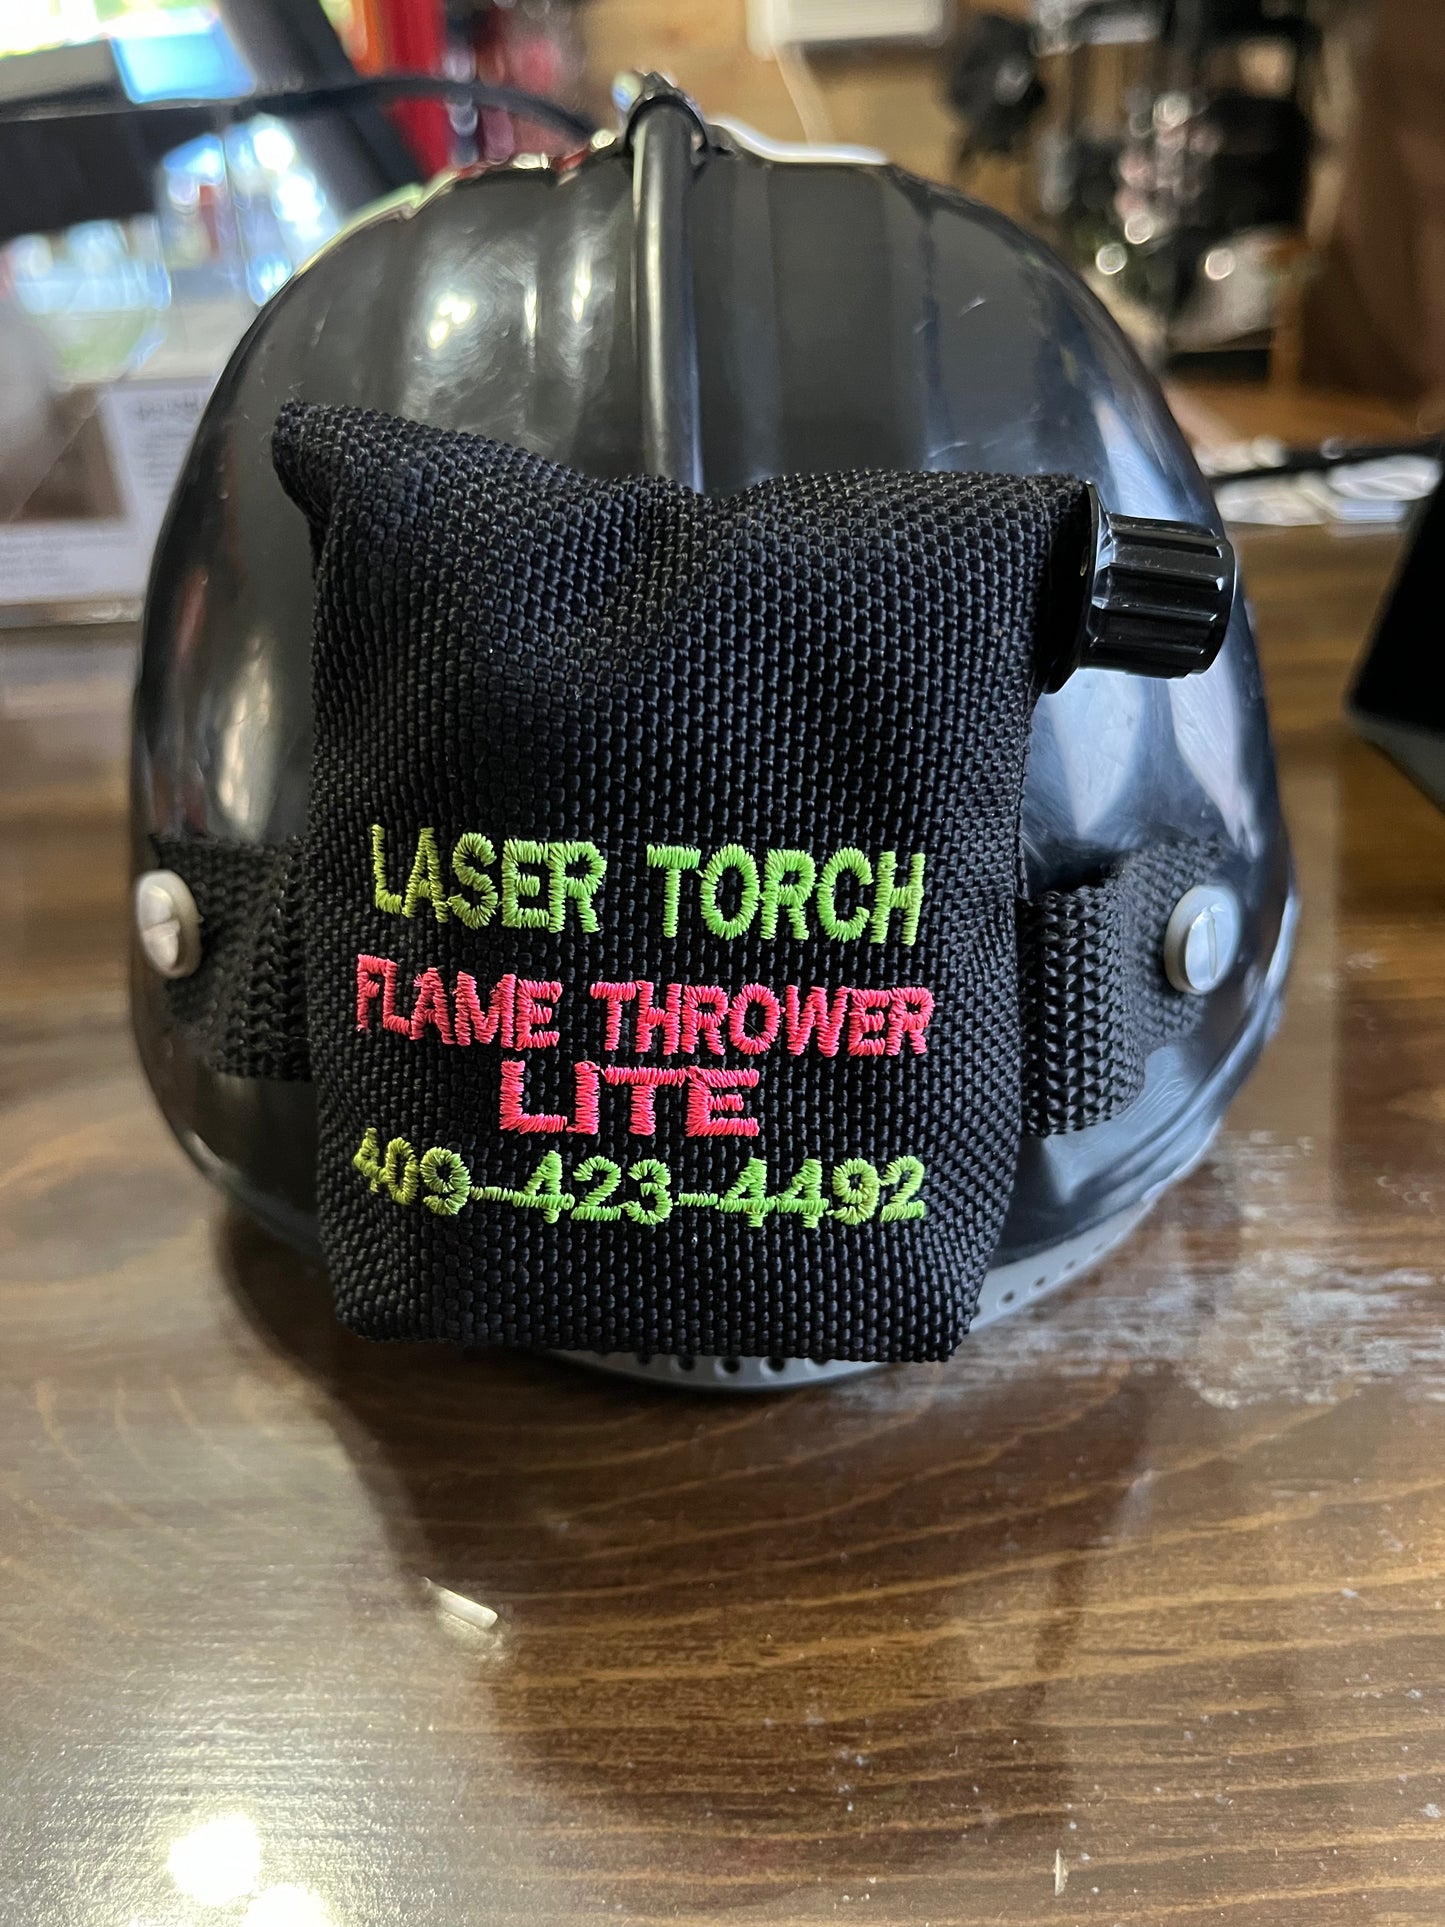 LASER TORCH
FLAME THROWER
LITE
409-423-4492